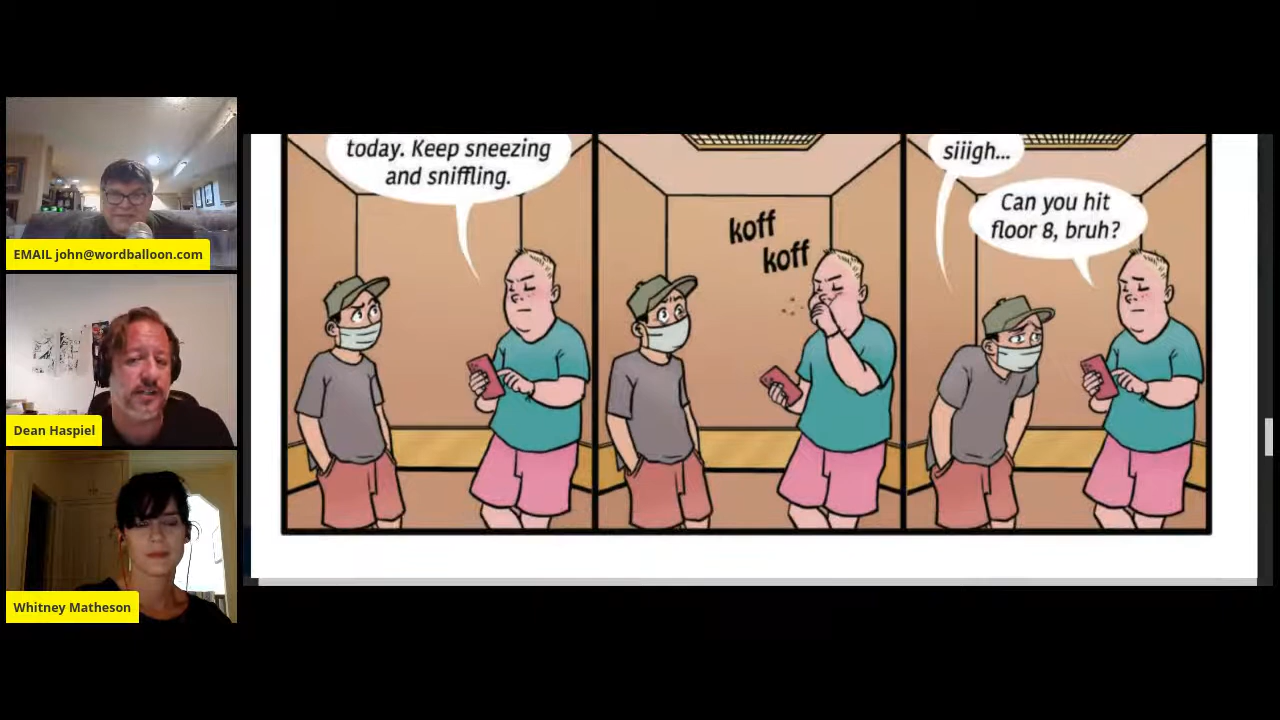 EMAIL john@wordballoon.com
Dean Haspiel
Whitney Matheson
today. Keep sneezing
and sniffling.
koff
koff
siiigh...
Can you hit
floor 8, bruh?